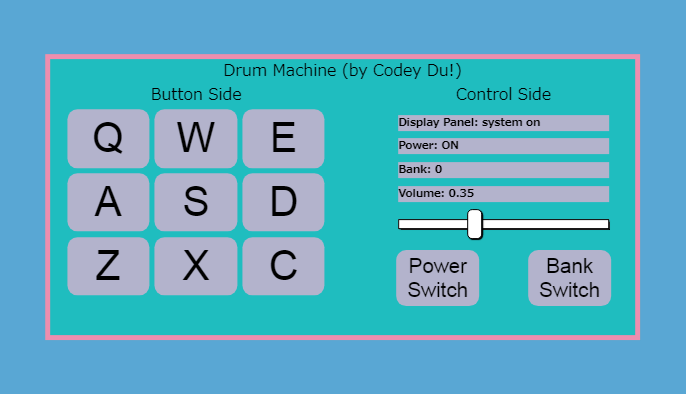 Drum Machine (by Codey Du!)
Button Side
Q W E
A S D
Z X C
Control Side
Display Panel: system on
Power: ON
Bank: 0
Volume: 0.35
Power
Switch
Bank
Switch